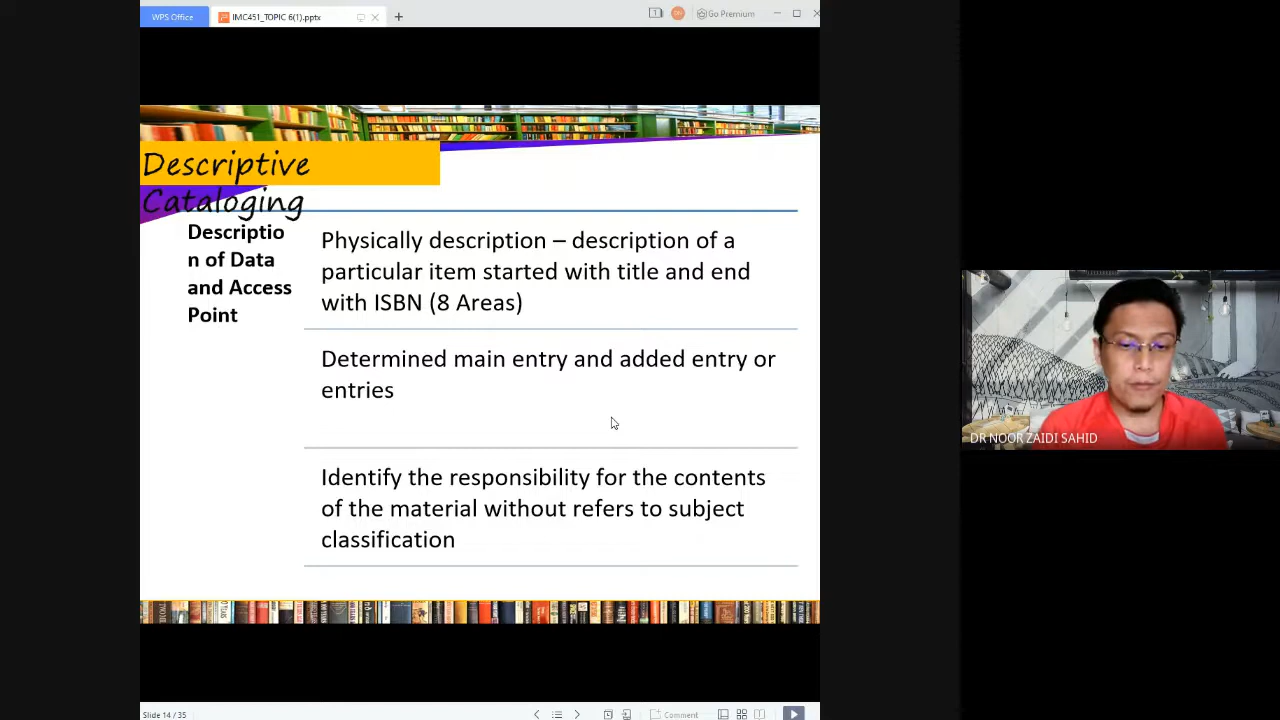 WPS Office
IMC451_TOPIC 6(1).pptx
Go Premium
Descriptive
Cataloging
Descriptio
n of Data
and Access
Point
Physically description – description of a
particular item started with title and end
with ISBN (8 Areas)
Determined main entry and added entry or
entries
Identify the responsibility for the contents
of the material without refers to subject
classification
DR NOOR ZAIDI SAHID
Slide 14 / 35
Comment